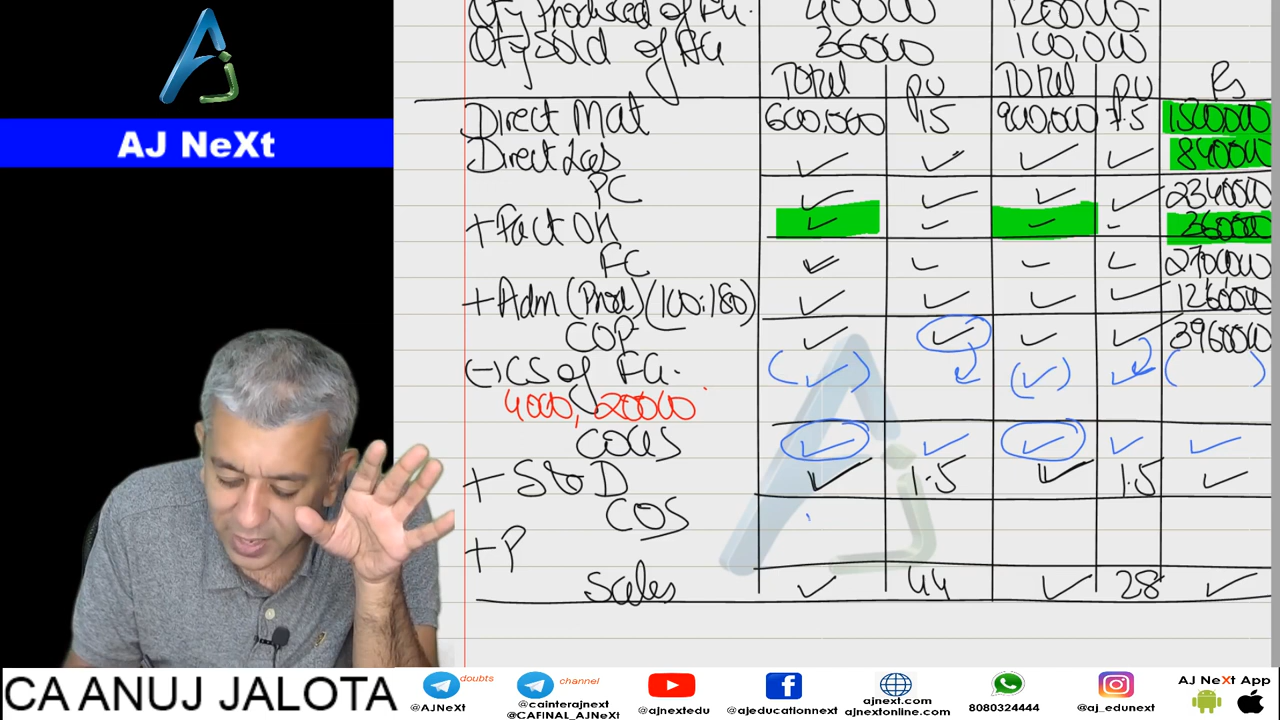 Qty Produced of FG. 40000 120000-
Qty Sold of FG 36000 100,000
Total PU Total PU Rs
Direct Mat 600,000 15 900,000 7.5 1500000
Direct Lab 840000
PC 2340000
+ Fact OH 360000
FC 2700000
+ Adm (Prod) (100:180) 1260000
COP 3960000
(-) CS of FG.
4000, 20000
COGS
+ S & D 1.5 1.5
COS
+ P
Sales 44 28
AJ NeXt
CA ANUJ JALOTA
doubts
@AJNeXt
channel
@cainterajnext
@CAFINAL_AJNeXt
@ajnextedu
@ajeducationnext
ajnext.com
ajnextonline.com
8080324444
@aj_edunext
AJ NeXt App